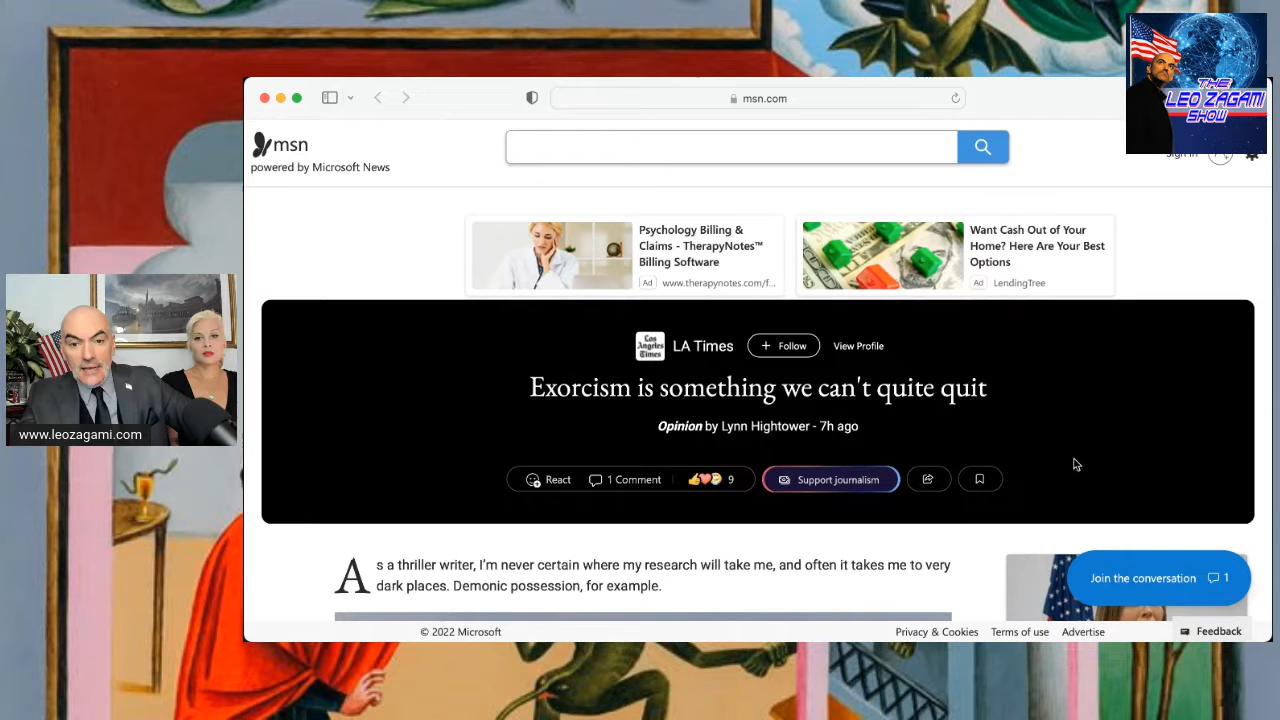 THE
LEO ZAGAMI
SHOW
msn.com
msn
powered by Microsoft News
Sign in
Psychology Billing &
Claims - TherapyNotes™
Billing Software
Ad www.therapynotes.com/f...
Want Cash Out of Your
Home? Here Are Your Best
Options
Ad LendingTree
Los
Angeles
Times
LA Times
+ Follow
View Profile
Exorcism is something we can't quite quit
Opinion by Lynn Hightower - 7h ago
React
1 Comment
9
Support journalism
www.leozagami.com
As a thriller writer, I'm never certain where my research will take me, and often it takes me to very
dark places. Demonic possession, for example.
Join the conversation 1
© 2022 Microsoft
Privacy & Cookies
Terms of use
Advertise
Feedback